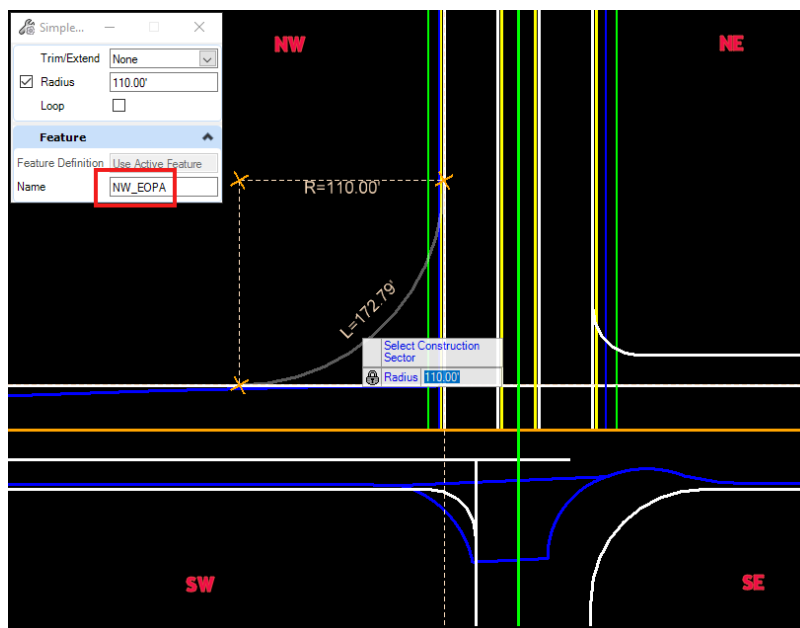 Simple...
Trim/Extend None
Radius 110.00'
Loop
Feature
Feature Definition Use Active Feature
Name NW_EOPA
NW
NE
R=110.00'
L=172.79'
Select Construction
Sector
Radius 110.00'
SW
SE